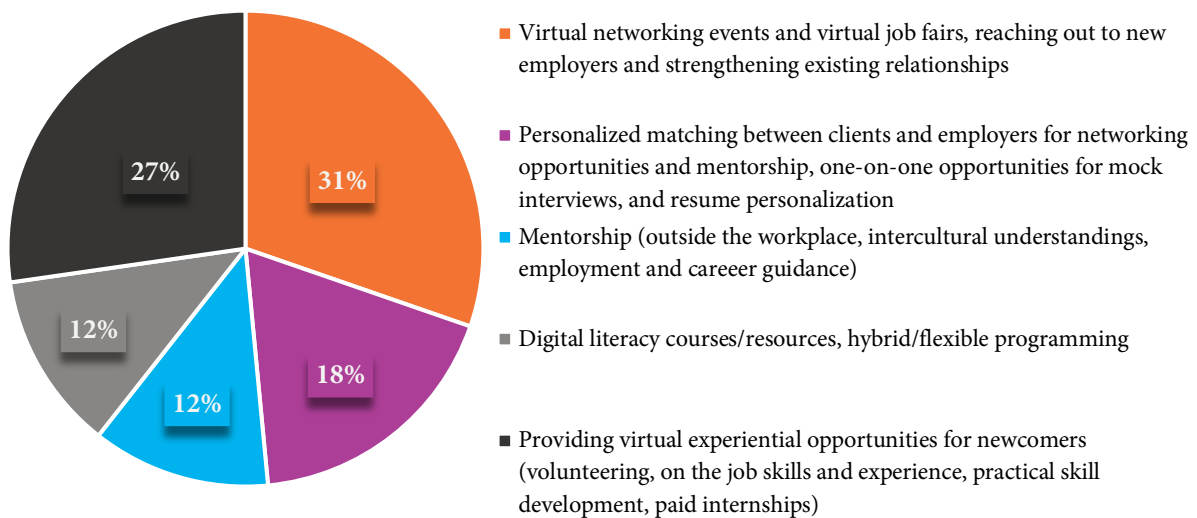 Virtual networking events and virtual job fairs, reaching out to new
employers and strengthening existing relationships
27%
31%
Personalized matching between clients and employers for networking
opportunities and mentorship, one-on-one opportunities for mock
interviews, and resume personalization
Mentorship (outside the workplace, intercultural understandings,
employment and careeer guidance)
12%
18%
12%
Digital literacy courses/resources, hybrid/flexible programming
Providing virtual experiential opportunities for newcomers
(volunteering, on the job skills and experience, practical skill
development, paid internships)